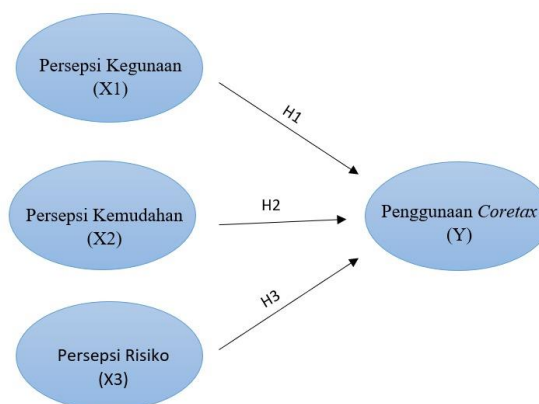 Persepsi Kegunaan
(X1)
H1
Persepsi Kemudahan
(X2)
H2
Penggunaan Coretax
(Y)
H3
Persepsi Risiko
(X3)